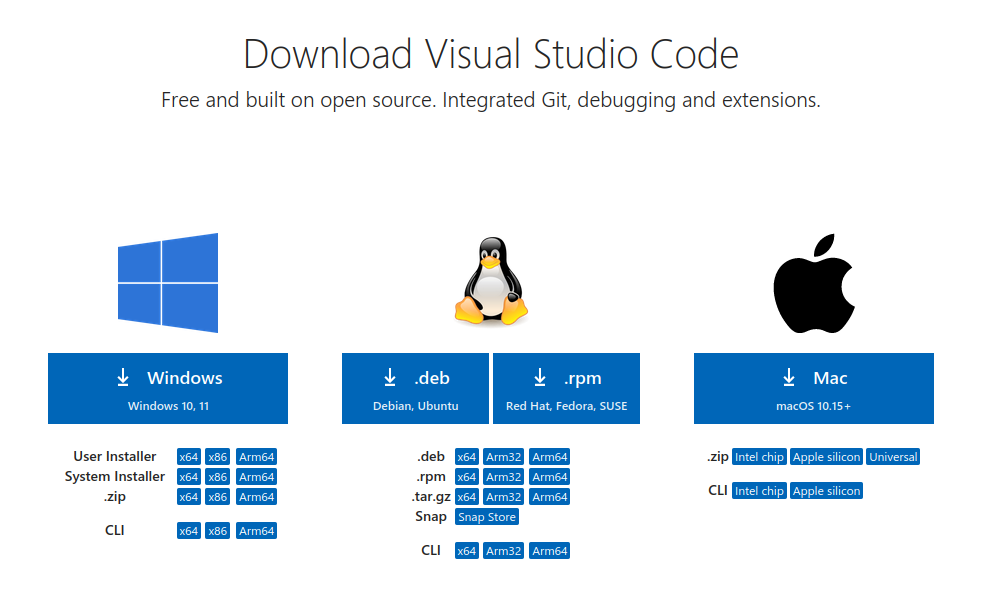 Download Visual Studio Code
Free and built on open source. Integrated Git, debugging and extensions.
Windows
Windows 10, 11
User Installer x64 x86 Arm64
System Installer x64 x86 Arm64
.zip x64 x86 Arm64
CLI x64 x86 Arm64
.deb
Debian, Ubuntu
.rpm
Red Hat, Fedora, SUSE
.deb x64 Arm32 Arm64
.rpm x64 Arm32 Arm64
.tar.gz x64 Arm32 Arm64
Snap Snap Store
CLI x64 Arm32 Arm64
Mac
macOS 10.15+
.zip Intel chip Apple silicon Universal
CLI Intel chip Apple silicon